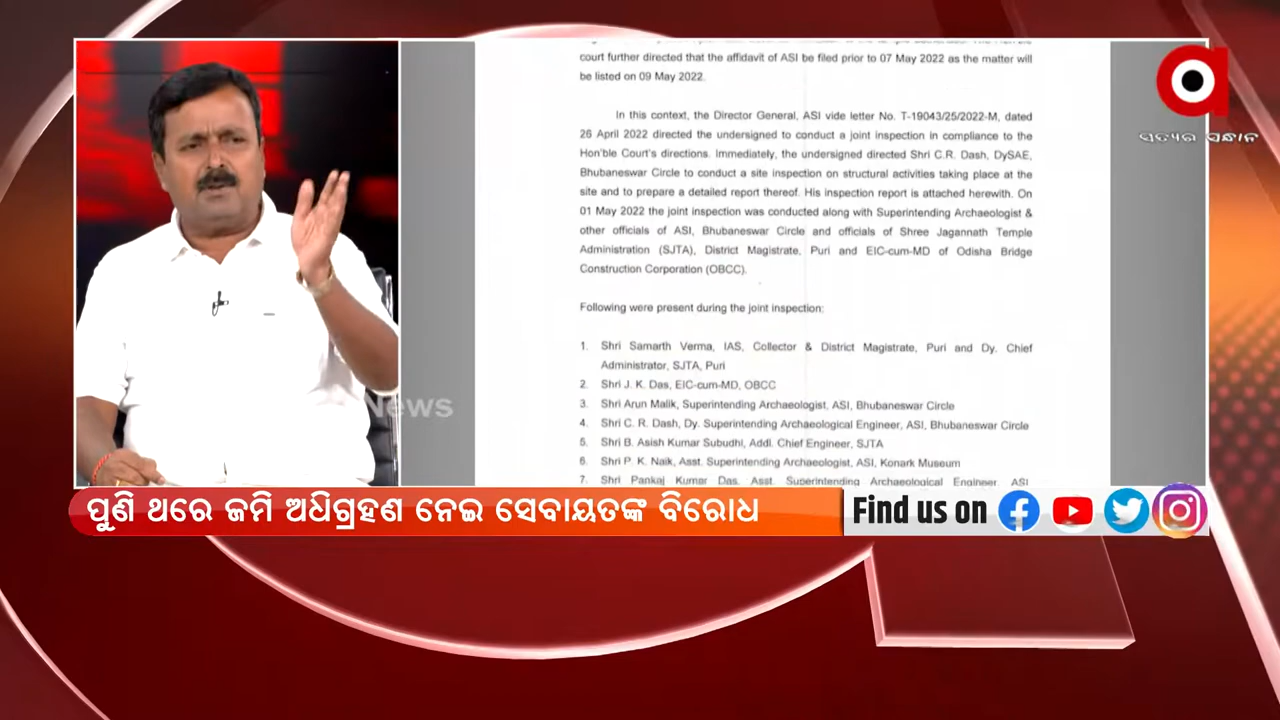 court further directed that the affidavit of ASI be filed prior to 07 May 2022 as the matter will
be listed on 09 May 2022.
In this context, the Director General, ASI vide letter No. T-19043/25/2022-M, dated
26 April 2022 directed the undersigned to conduct a joint inspection in compliance to the
Hon'ble Court's directions. Immediately, the undersigned directed Shri C.R. Dash, DySAE,
Bhubaneswar Circle to conduct a site inspection on structural activities taking place at the
site and to prepare a detailed report thereof. His inspection report is attached herewith. On
01 May 2022 the joint inspection was conducted along with Superintending Archaeologist &
other officials of ASI, Bhubaneswar Circle and officials of Shree Jagannath Temple
Administration (SJTA), District Magistrate, Puri and EIC-cum-MD of Odisha Bridge
Construction Corporation (OBCC).
Following were present during the joint inspection:
1. Shri Samarth Verma, IAS, Collector & District Magistrate, Puri and Dy. Chief
Administrator, SJTA, Puri
2. Shri J. K. Das, EIC-cum-MD, OBCC
3. Shri Arun Malik, Superintending Archaeologist, ASI, Bhubaneswar Circle
4. Shri C. R. Dash, Dy. Superintending Archaeological Engineer, ASI, Bhubaneswar Circle
5. Shri B. Asish Kumar Subudhi, Addl. Chief Engineer, SJTA
6. Shri P. K. Naik, Asst. Superintending Archaeologist, ASI, Konark Museum
7. Shri Pankaj Kumar Das, Asst. Superintending Archaeological Engineer, ASI
ସତ୍ୟର ସନ୍ଧାନ
News
ପୁଣି ଥରେ ଜମି ଅଧିଗ୍ରହଣ ନେଇ ସେବାୟତଙ୍କ ବିରୋଧ
Find us on